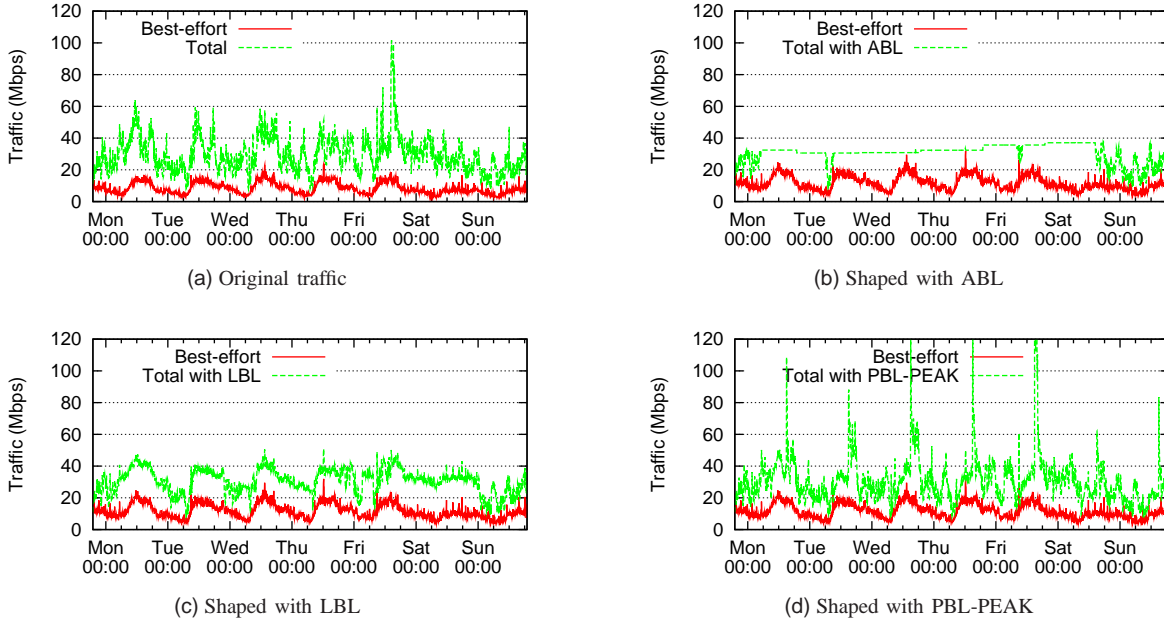 Traffic (Mbps)
120
100
80
60
40
20
0
Best-effort
Total
Mon Tue Wed Thu Fri Sat Sun
00:00 00:00 00:00 00:00 00:00 00:00 00:00
(a) Original traffic
Traffic (Mbps)
120
100
80
60
40
20
0
Best-effort
Total with ABL
Mon Tue Wed Thu Fri Sat Sun
00:00 00:00 00:00 00:00 00:00 00:00 00:00
(b) Shaped with ABL
Traffic (Mbps)
120
100
80
60
40
20
0
Best-effort
Total with LBL
Mon Tue Wed Thu Fri Sat Sun
00:00 00:00 00:00 00:00 00:00 00:00 00:00
(c) Shaped with LBL
Traffic (Mbps)
120
100
80
60
40
20
0
Best-effort
Total with PBL-PEAK
Mon Tue Wed Thu Fri Sat Sun
00:00 00:00 00:00 00:00 00:00 00:00 00:00
(d) Shaped with PBL-PEAK